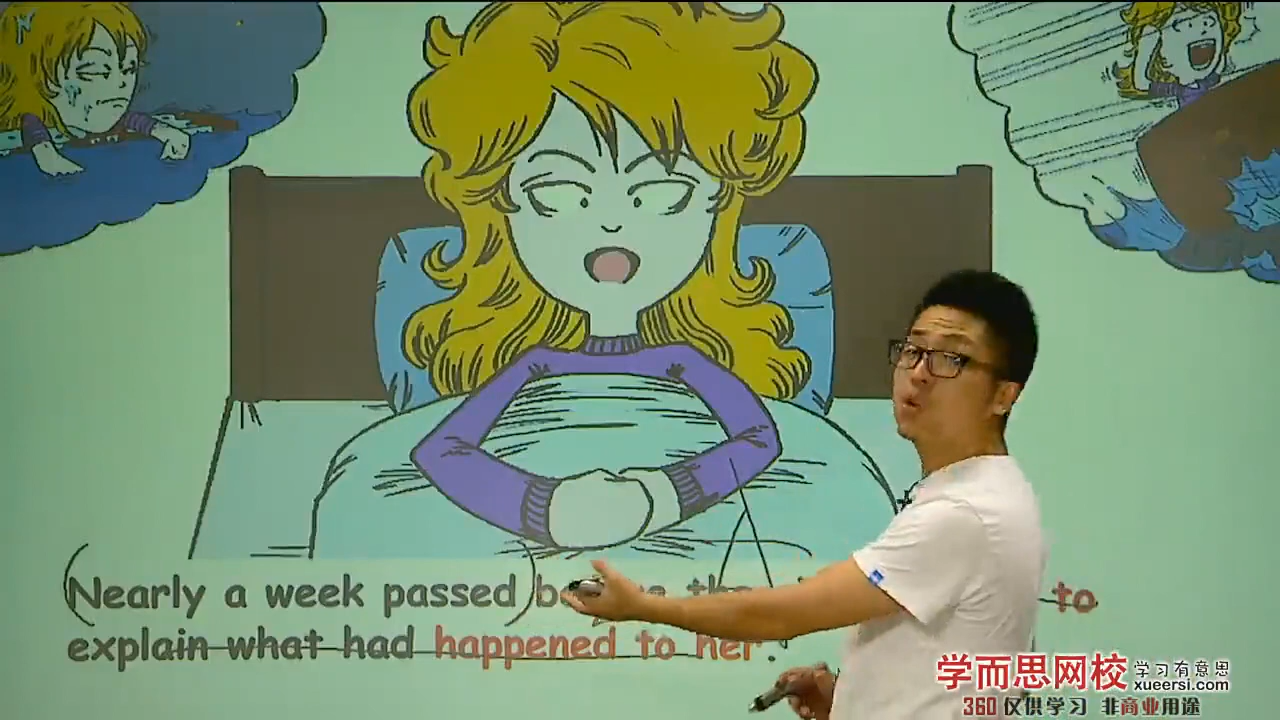 Nearly a week passed to
explain what had happened to her.
学而思网校 学习有意思
xueersi.com
360 仅供学习 非商业用途